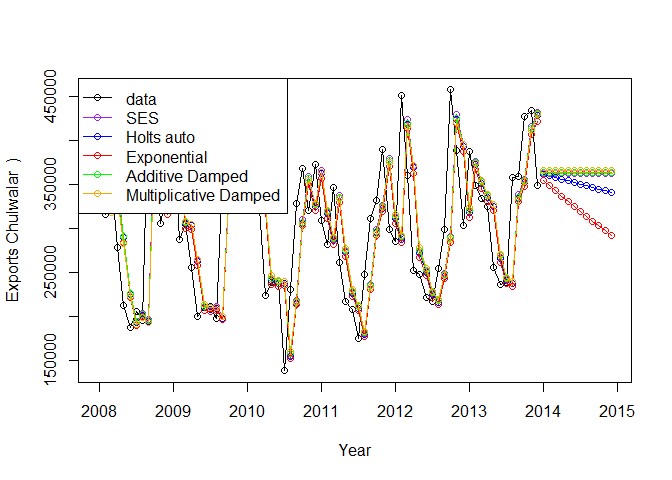 data
SES
Holts auto
Exponential
Additive Damped
Multiplicative Damped
Exports Chulwalar  )
450000
350000
250000
150000
2008 2009 2010 2011 2012 2013 2014 2015
Year